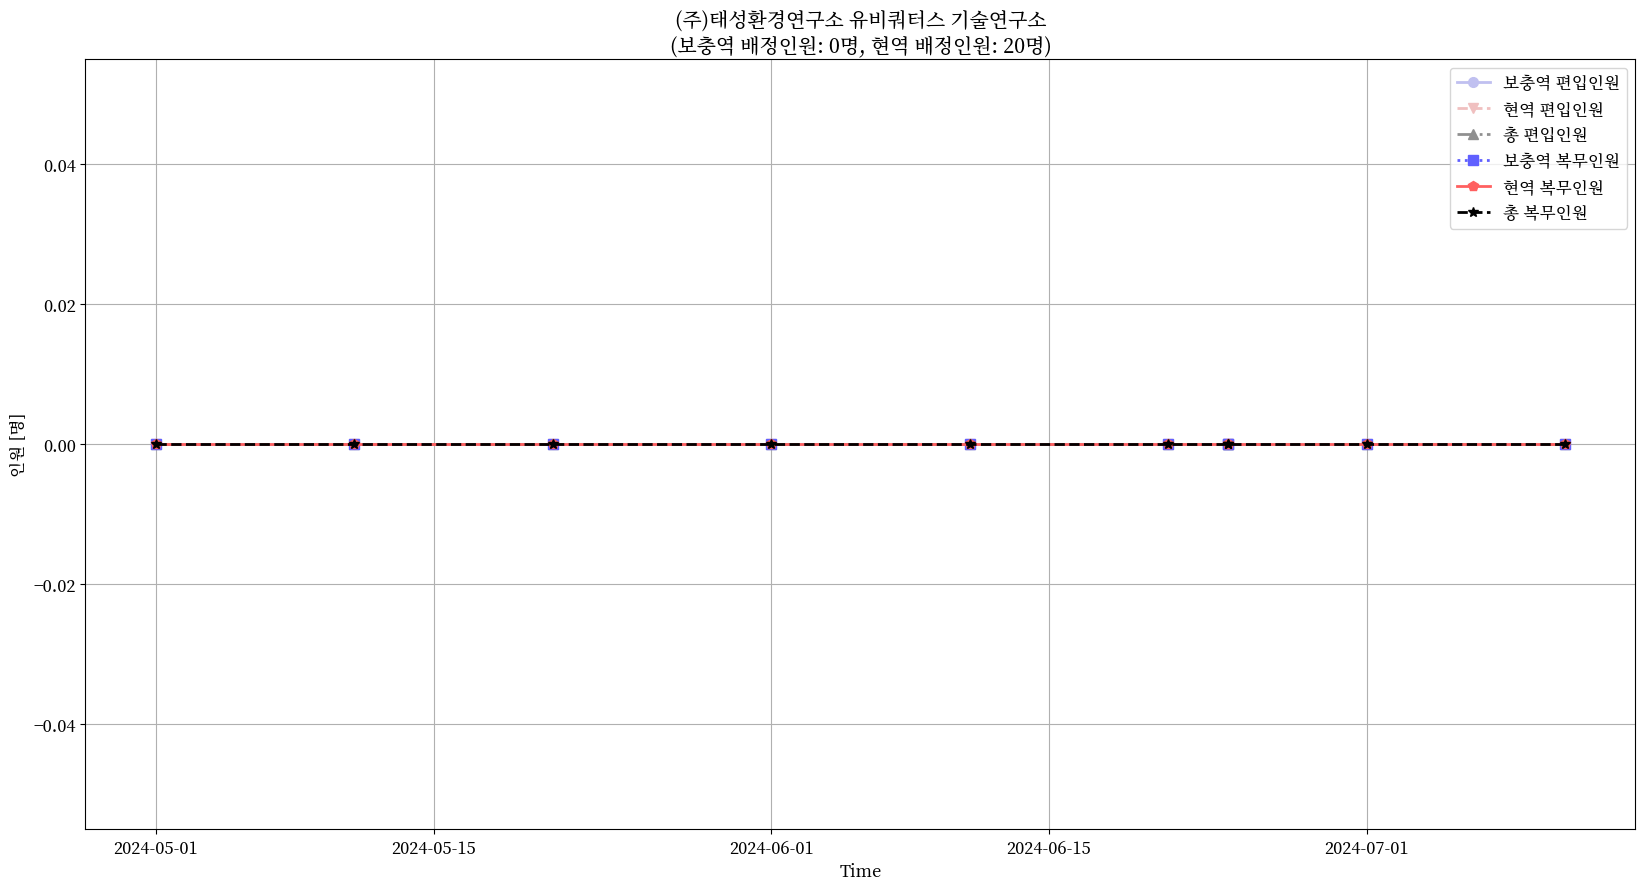 (주)태성환경연구소 유비쿼터스 기술연구소
(보충역 배정인원: 0명, 현역 배정인원: 20명)
보충역 편입인원
현역 편입인원
총 편입인원
보충역 복무인원
현역 복무인원
총 복무인원
인원 [명]
0.04
0.02
0.00
−0.02
−0.04
2024-05-01
2024-05-15
2024-06-01
2024-06-15
2024-07-01
Time